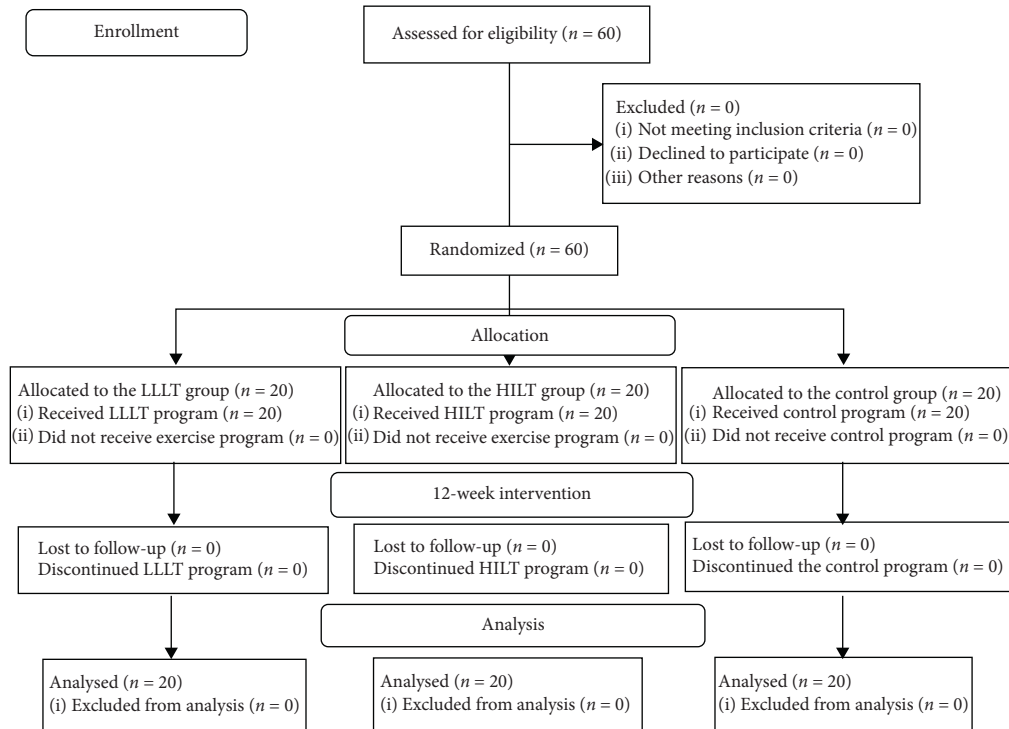 Enrollment
Assessed for eligibility (n = 60)
Excluded (n = 0)
(i) Not meeting inclusion criteria (n = 0)
(ii) Declined to participate (n = 0)
(iii) Other reasons (n = 0)
Randomized (n = 60)
Allocation
Allocated to the LLLT group (n = 20)
(i) Received LLLT program (n = 20)
(ii) Did not receive exercise program (n = 0)
Allocated to the HILT group (n = 20)
(i) Received HILT program (n = 20)
(ii) Did not receive exercise program (n = 0)
Allocated to the control group (n = 20)
(i) Received control program (n = 20)
(ii) Did not receive control program (n = 0)
12-week intervention
Lost to follow-up (n = 0)
Discontinued LLLT program (n = 0)
Lost to follow-up (n = 0)
Discontinued HILT program (n = 0)
Lost to follow-up (n = 0)
Discontinued the control program (n = 0)
Analysis
Analysed (n = 20)
(i) Excluded from analysis (n = 0)
Analysed (n = 20)
(i) Excluded from analysis (n = 0)
Analysed (n = 20)
(i) Excluded from analysis (n = 0)